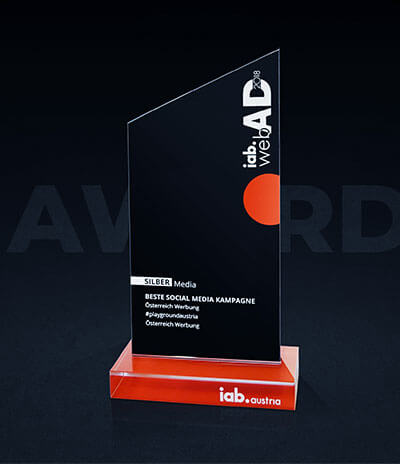 AWARD
iab.
webAD
2018
SILBER Media
BESTE SOCIAL MEDIA KAMPAGNE
Österreich Werbung
#playgroundaustria
Österreich Werbung
iab.austria